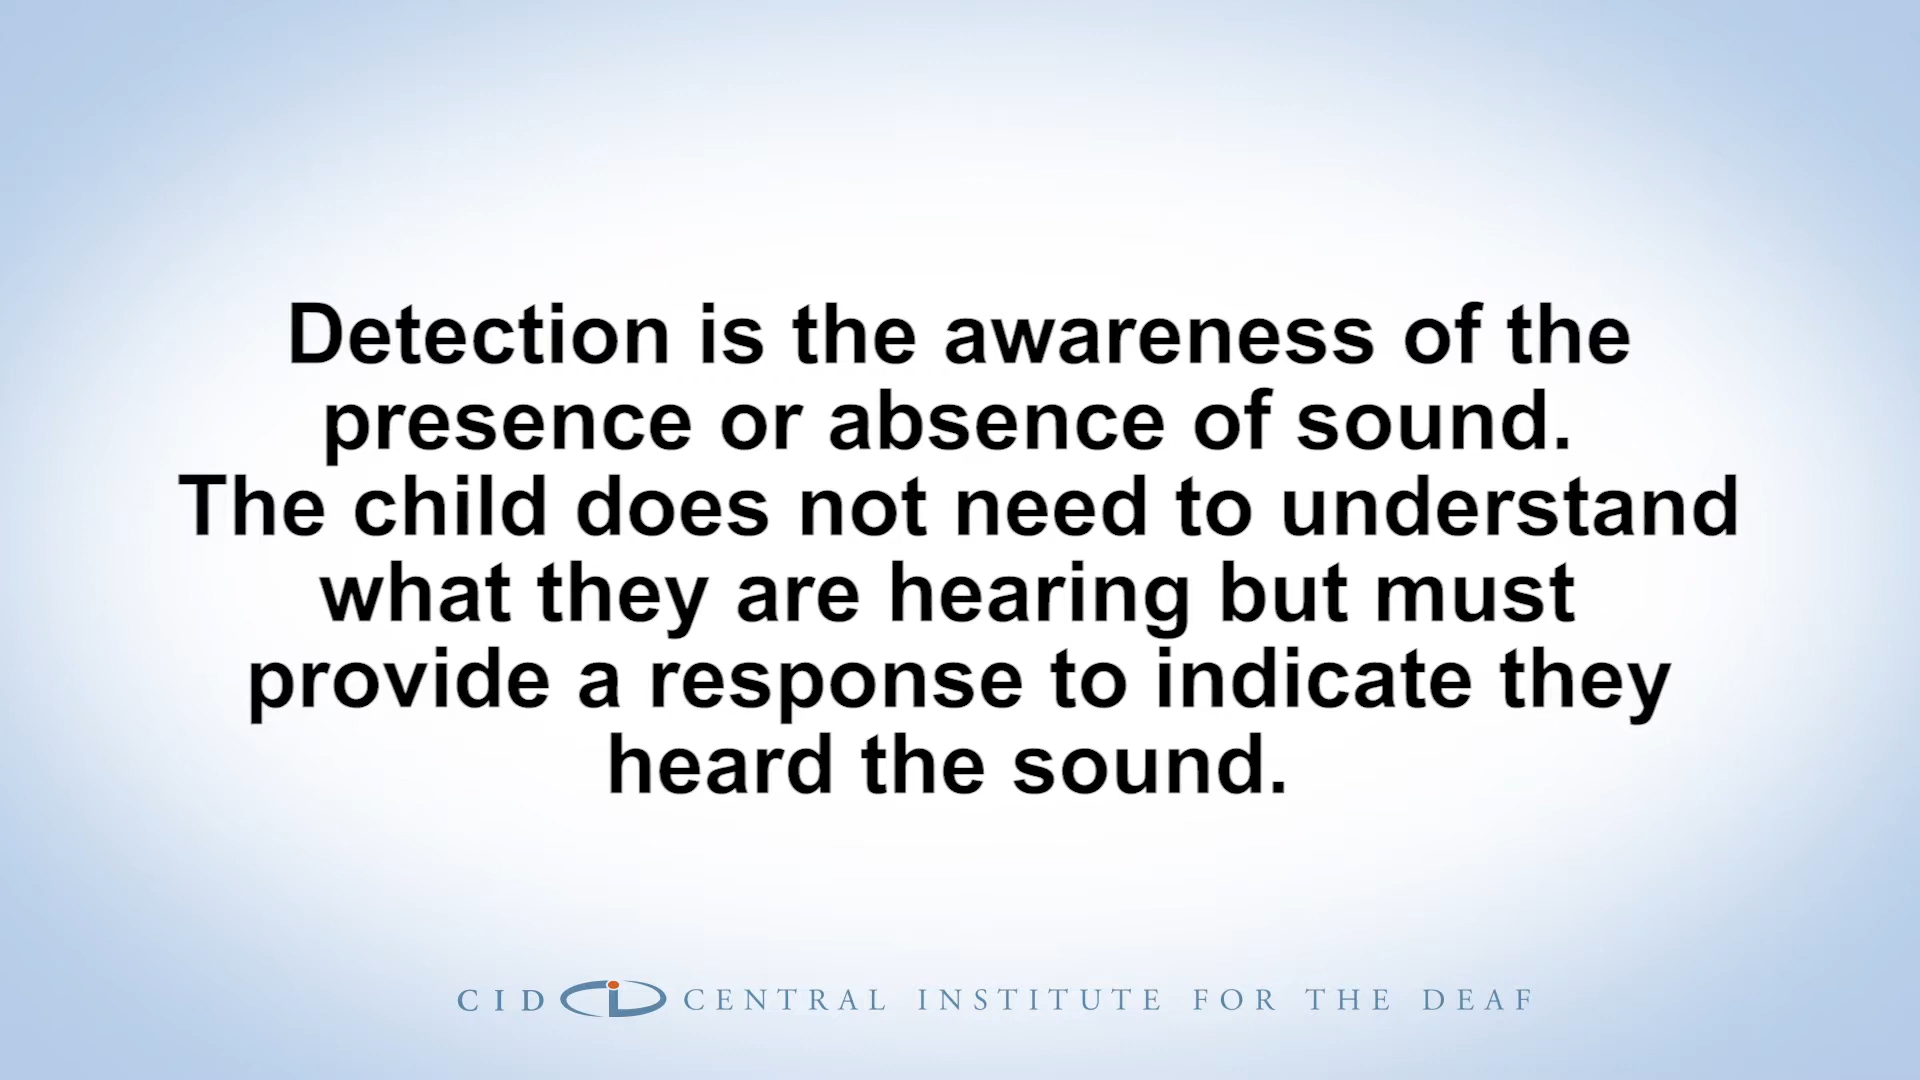 Detection is the awareness of the
presence or absence of sound.
The child does not need to understand
what they are hearing but must
provide a response to indicate they
heard the sound.
CID CENTRAL INSTITUTE FOR THE DEAF